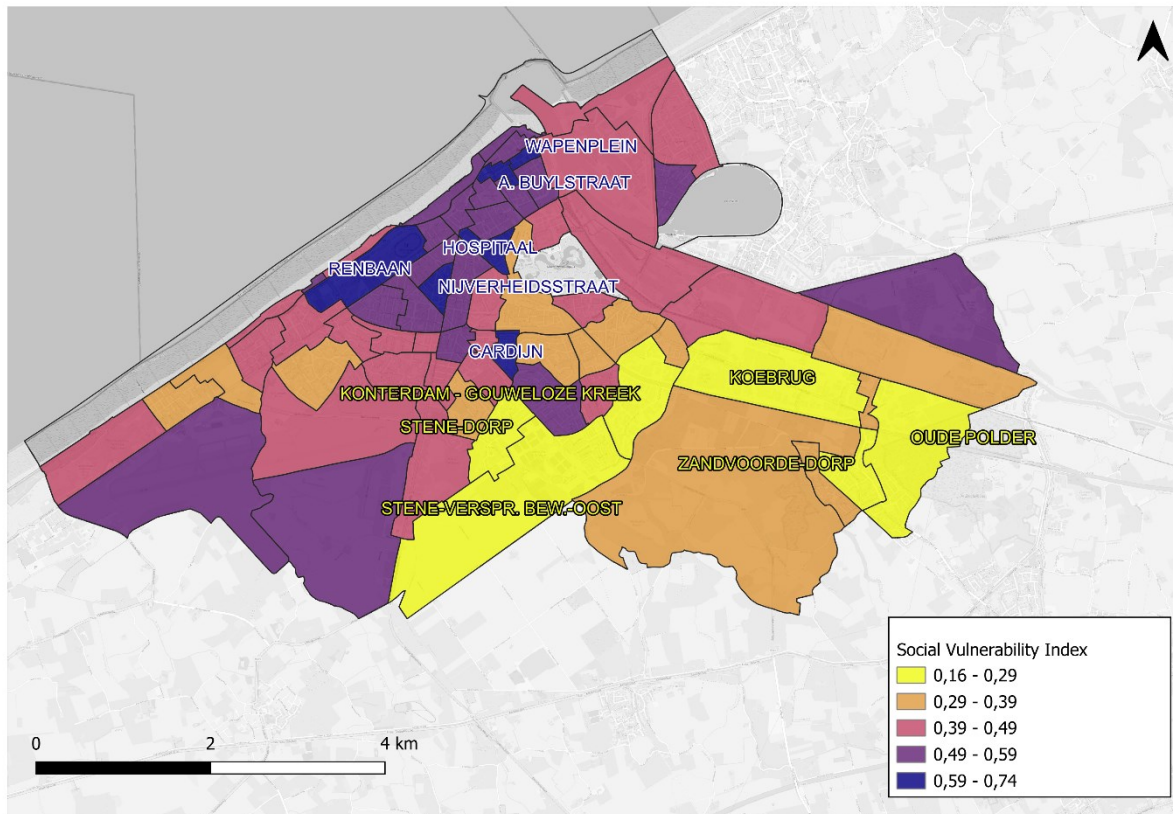 WAPENPLEIN
A. BUYLSTRAAT
HOSPITAAL
RENBAAN
NIJVERHEIDSSTRAAT
CARDIJN
KOEBRUG
KONTERDAM - GOUWELOZE KREEK
STENE-DORP
OUDE POLDER
ZANDVOORDE-DORP
STENE-VERSPR. BEW.-OOST
Social Vulnerability Index
0,16 - 0,29
0,29 - 0,39
0,39 - 0,49
0,49 - 0,59
0,59 - 0,74
0 2 4 km